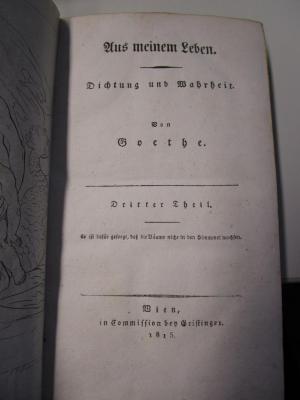 Aus meinem Leben.
Dichtung und Wahrheit.
Von
Goethe.
Dritter Theil.
Es ist dafür gesorgt, daß die Bäume nicht in den Himmel wachsen.
Wien,
in Commission bey Geistinger.
1815.